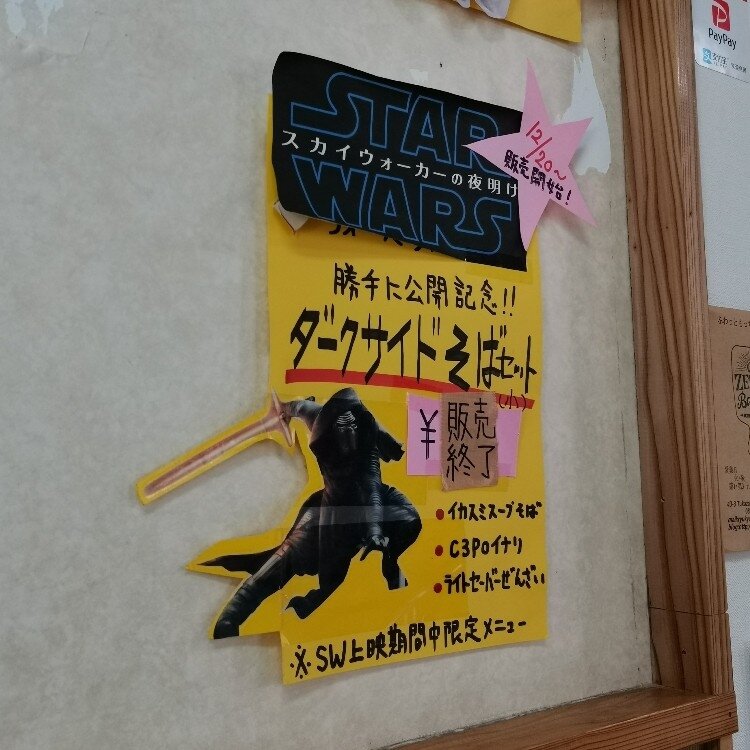 PayPay
STAR
スカイウォーカーの夜明け
WARS
12/20〜
販売開始!
勝手に公開記念!!
ダークサイドそばセット
(小)
¥
販売
終了
•イカスミスープそば
•C3POイナリ
•ライトセーバーぜんざい
※SW上映期間中限定メニュー